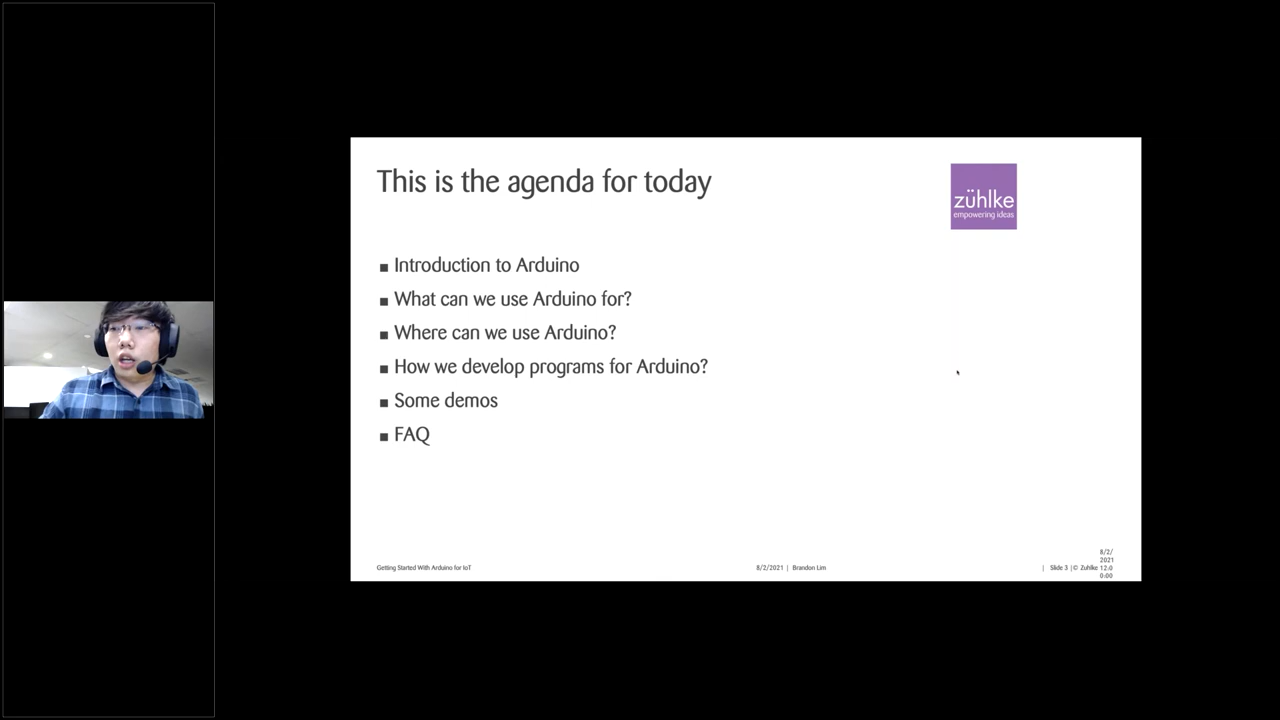 This is the agenda for today
zühlke
empowering ideas
■ Introduction to Arduino
■ What can we use Arduino for?
■ Where can we use Arduino?
■ How we develop programs for Arduino?
■ Some demos
■ FAQ
Getting Started With Arduino for IoT
8/2/2021 | Brandon Lim
| Slide 3 | © Zuhlke
8/2/
2021
12:0
0:00